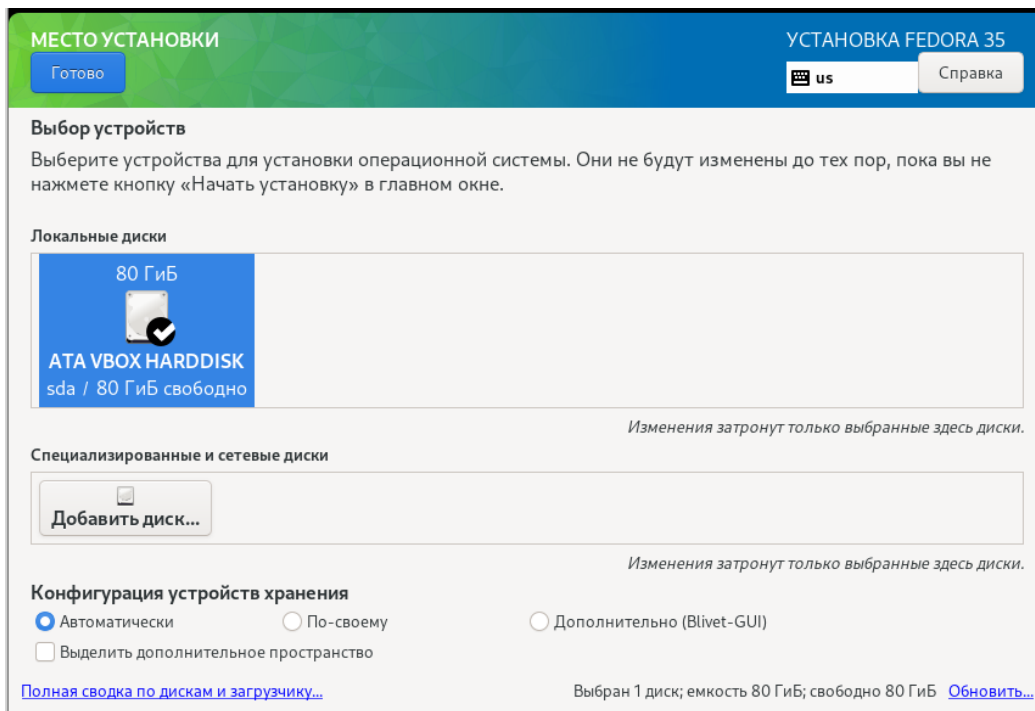 МЕСТО УСТАНОВКИ
УСТАНОВКА FEDORA 35
Готово
us
Справка
Выбор устройств
Выберите устройства для установки операционной системы. Они не будут изменены до тех пор, пока вы не
нажмете кнопку «Начать установку» в главном окне.
Локальные диски
80 ГиБ
ATA VBOX HARDDISK
sda / 80 ГиБ свободно
Изменения затронут только выбранные здесь диски.
Специализированные и сетевые диски
Добавить диск...
Изменения затронут только выбранные здесь диски.
Конфигурация устройств хранения
Автоматически
По-своему
Дополнительно (Blivet-GUI)
Выделить дополнительное пространство
Полная сводка по дискам и загрузчику...
Выбран 1 диск; емкость 80 ГиБ; свободно 80 ГиБ Обновить...